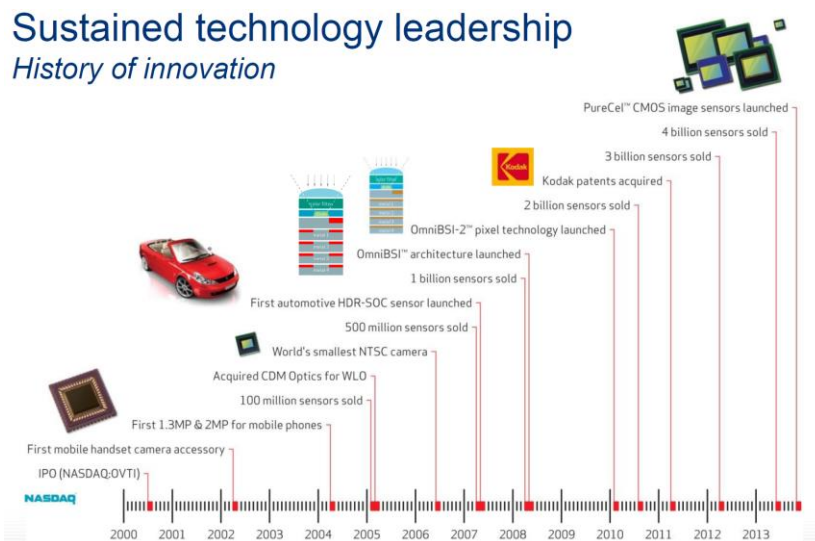 Sustained technology leadership
History of innovation
PureCel™ CMOS image sensors launched
4 billion sensors sold
3 billion sensors sold
Kodak
Kodak patents acquired
2 billion sensors sold
OmniBSI-2™ pixel technology launched
OmniBSI™ architecture launched
1 billion sensors sold
First automotive HDR-SOC sensor launched
500 million sensors sold
World's smallest NTSC camera
Acquired CDM Optics for WLO
100 million sensors sold
First 1.3MP & 2MP for mobile phones
First mobile handset camera accessory
IPO (NASDAQ:OVTI)
NASDAQ
2000 2001 2002 2003 2004 2005 2006 2007 2008 2009 2010 2011 2012 2013